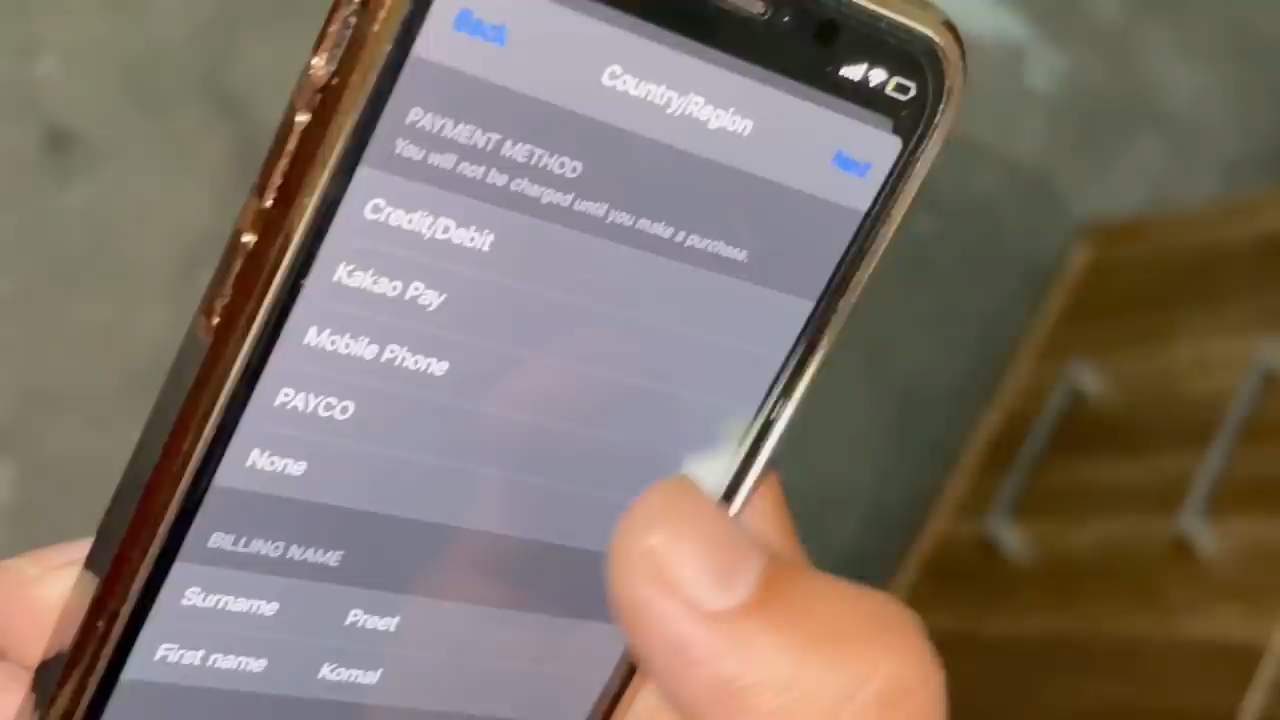 Back
Country/Region
Next
PAYMENT METHOD
You will not be charged until you make a purchase.
Credit/Debit
Kakao Pay
Mobile Phone
PAYCO
None
BILLING NAME
Surname Preet
First name Komal